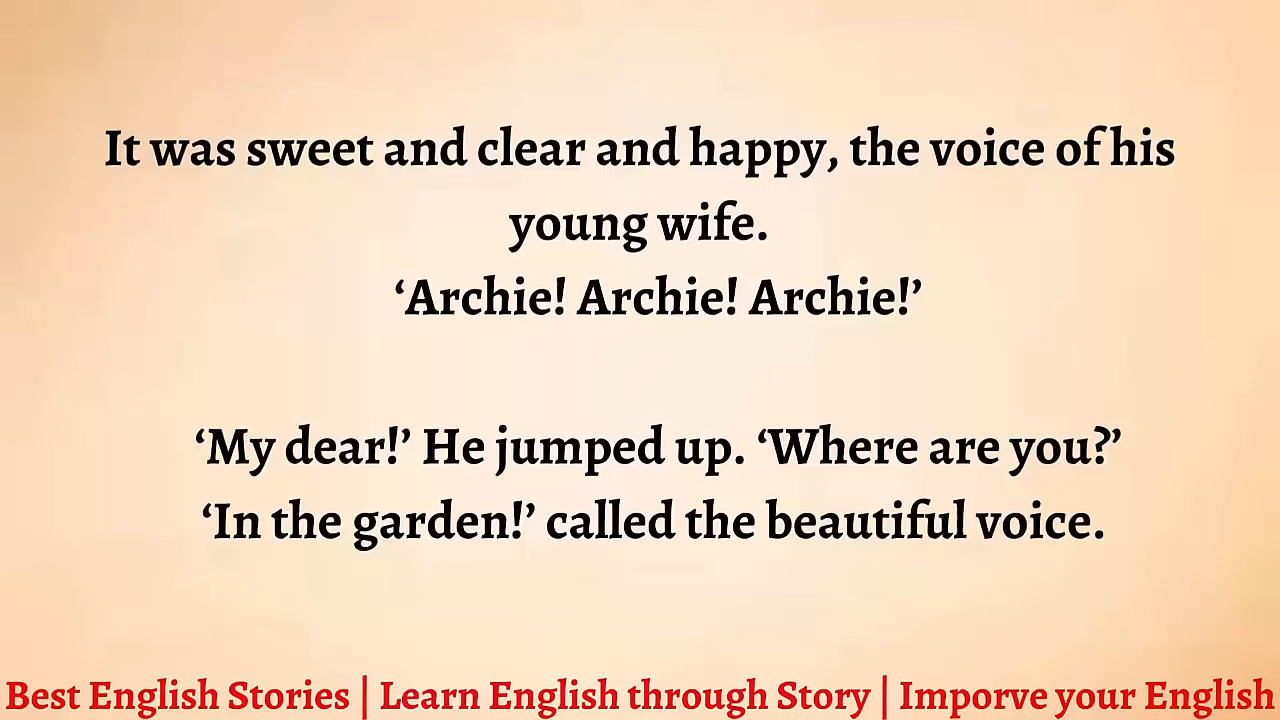 It was sweet and clear and happy, the voice of his
young wife.
‘Archie! Archie! Archie!’
‘My dear!’ He jumped up. ‘Where are you?’
‘In the garden!’ called the beautiful voice.
Best English Stories | Learn English through Story | Imporve your English